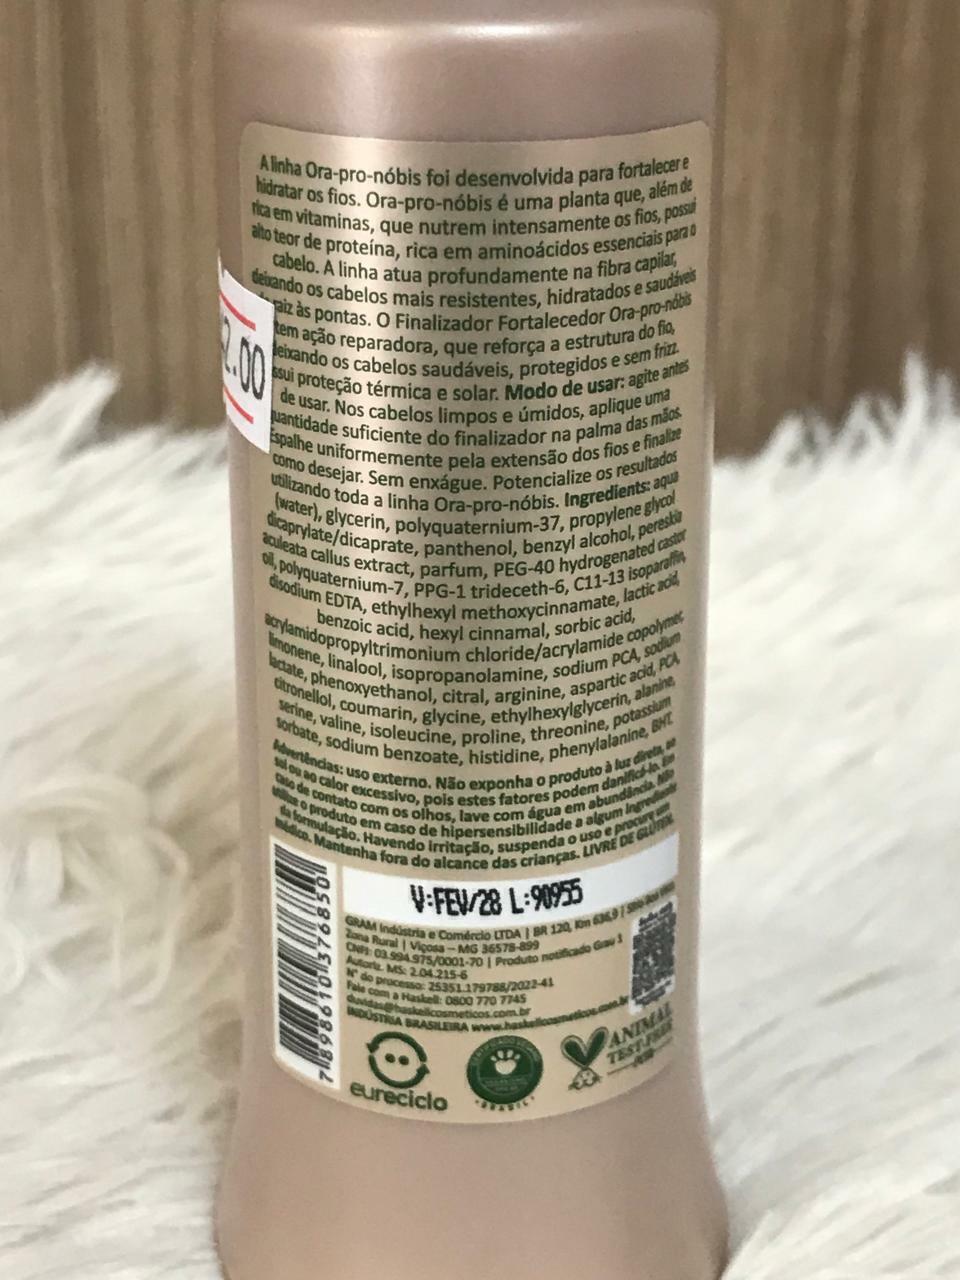 A linha Ora-pro-nóbis foi desenvolvida para fortalecer e
hidratar os fios. Ora-pro-nóbis é uma planta que, além de
rica em vitaminas, que nutrem intensamente os fios, possui
alto teor de proteína, rica em aminoácidos essenciais para o
cabelo. A linha atua profundamente na fibra capilar,
deixando os cabelos mais resistentes, hidratados e saudáveis
raiz às pontas. O Finalizador Fortalecedor Ora-pro-nóbis
tem ação reparadora, que reforça a estrutura do fio,
deixando os cabelos saudáveis, protegidos e sem frizz.
ssui proteção térmica e solar. Modo de usar: agite antes
de usar. Nos cabelos limpos e úmidos, aplique uma
quantidade suficiente do finalizador na palma das mãos.
Espalhe uniformemente pela extensão dos fios e finalize
como desejar. Sem enxágue. Potencialize os resultados
utilizando toda a linha Ora-pro-nóbis. Ingredients: aqua
(water), glycerin, polyquaternium-37, propylene glycol
dicaprylate/dicaprate, panthenol, benzyl alcohol, pereskia
aculeata callus extract, parfum, PEG-40 hydrogenated castor
oil, polyquaternium-7, PPG-1 trideceth-6, C11-13 isoparaffin,
disodium EDTA, ethylhexyl methoxycinnamate, lactic acid,
benzoic acid, hexyl cinnamal, sorbic acid,
acrylamidopropyltrimonium chloride/acrylamide copolymer,
limonene, linalool, isopropanolamine, sodium PCA, sodium
lactate, phenoxyethanol, citral, arginine, aspartic acid, PCA,
citronellol, coumarin, glycine, ethylhexylglycerin, alanine,
serine, valine, isoleucine, proline, threonine, potassium
sorbate, sodium benzoate, histidine, phenylalanine, BHT.
Advertências: uso externo. Não exponha o produto à luz direta, ao
sol ou ao calor excessivo, pois estes fatores podem danificá-lo. Em
caso de contato com os olhos, lave com água em abundância. Não
utilize o produto em caso de hipersensibilidade a algum ingrediente
da formulação. Havendo irritação, suspenda o uso e procure um
médico. Mantenha fora do alcance das crianças. LIVRE DE GLÚTEN.
2.00
V:FEV/28 L:90955
GRAM Indústria e Comércio LTDA | BR 120, Km 636,9 |
Zona Rural | Viçosa – MG 36578-899
CNPJ: 03.994.975/0001-70 | Produto notificado Grau 1
Autoriz. MS: 2.04.215-6
N° do processo: 25351.179788/2022-41
Fale com a Haskell: 0800 770 7745
duvidas@haskellcosmeticos.com.br
INDÚSTRIA BRASILEIRA www.haskellcosmeticos.com.br
7 898610 376850
eureciclo
BRASIL
ANIMAL
TEST-FREE